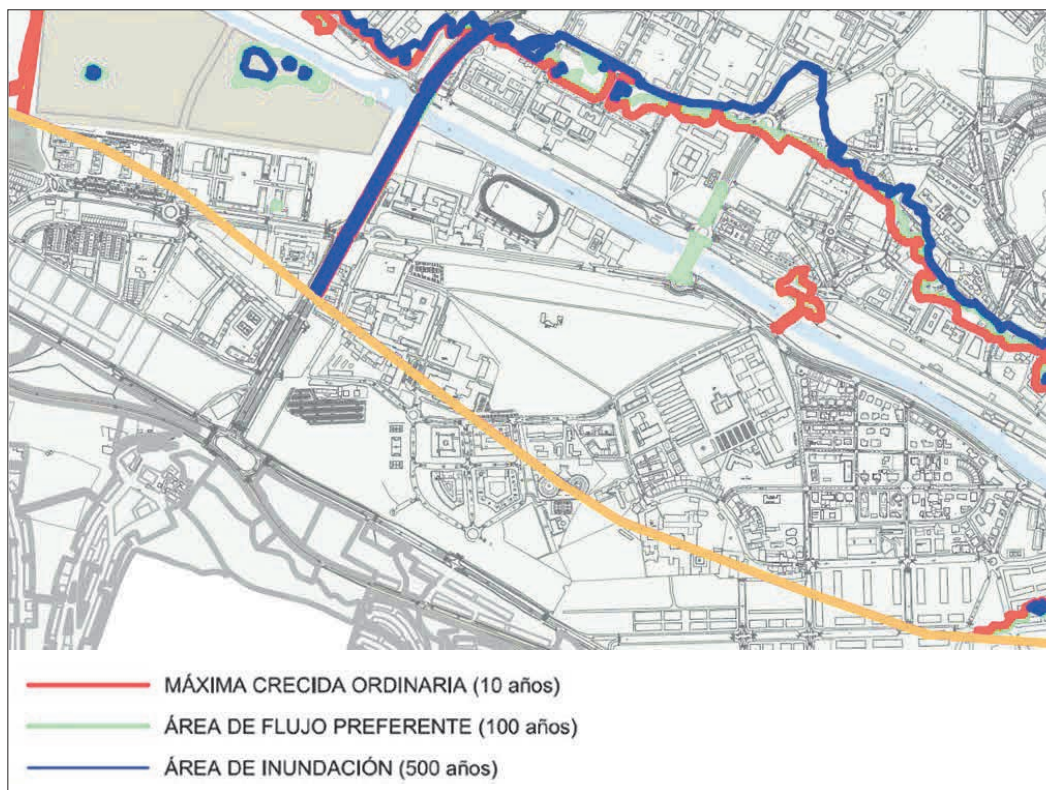 MÁXIMA CRECIDA ORDINARIA (10 años)
ÁREA DE FLUJO PREFERENTE (100 años)
ÁREA DE INUNDACIÓN (500 años)